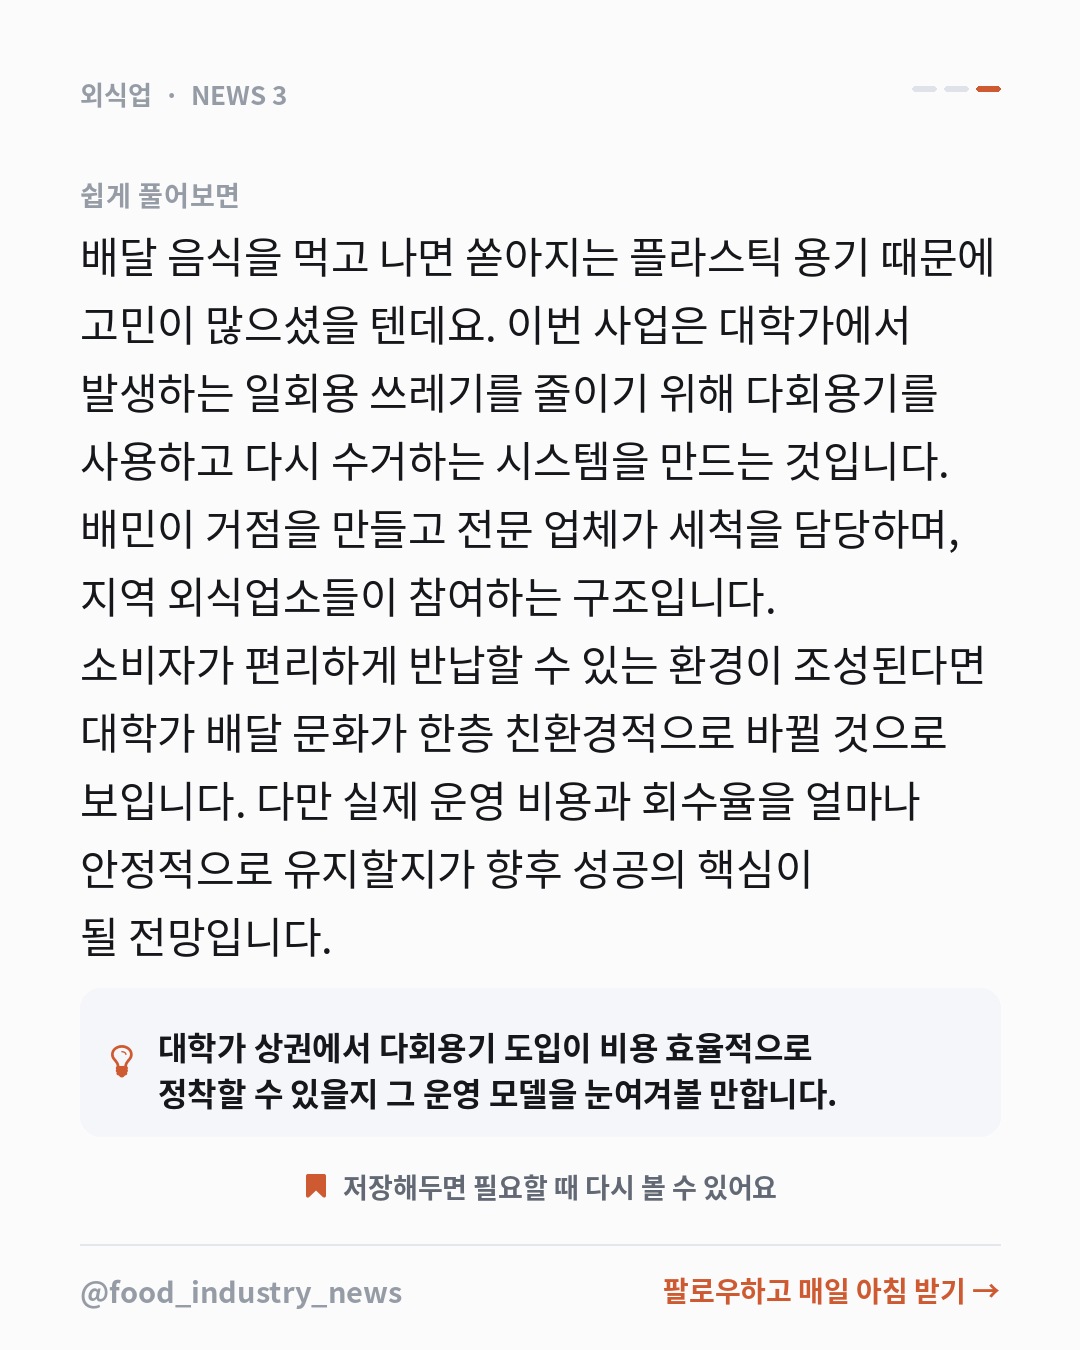 외식업 · NEWS 3
쉽게 풀어보면
배달 음식을 먹고 나면 쏟아지는 플라스틱 용기 때문에
고민이 많으셨을 텐데요. 이번 사업은 대학가에서
발생하는 일회용 쓰레기를 줄이기 위해 다회용기를
사용하고 다시 수거하는 시스템을 만드는 것입니다.
배민이 거점을 만들고 전문 업체가 세척을 담당하며,
지역 외식업소들이 참여하는 구조입니다.
소비자가 편리하게 반납할 수 있는 환경이 조성된다면
대학가 배달 문화가 한층 친환경적으로 바뀔 것으로
보입니다. 다만 실제 운영 비용과 회수율을 얼마나
안정적으로 유지할지가 향후 성공의 핵심이
될 전망입니다.
대학가 상권에서 다회용기 도입이 비용 효율적으로
정착할 수 있을지 그 운영 모델을 눈여겨볼 만합니다.
저장해두면 필요할 때 다시 볼 수 있어요
@food_industry_news
팔로우하고 매일 아침 받기 →